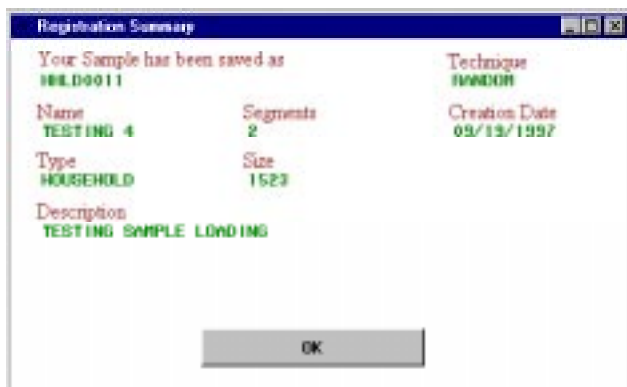 Registration Summary
Your Sample has been saved as
HHLD0011
Technique
RANDOM
Name
TESTING 4
Segments
2
Creation Date
09/19/1997
Type
HOUSEHOLD
Size
1523
Description
TESTING SAMPLE LOADING
OK